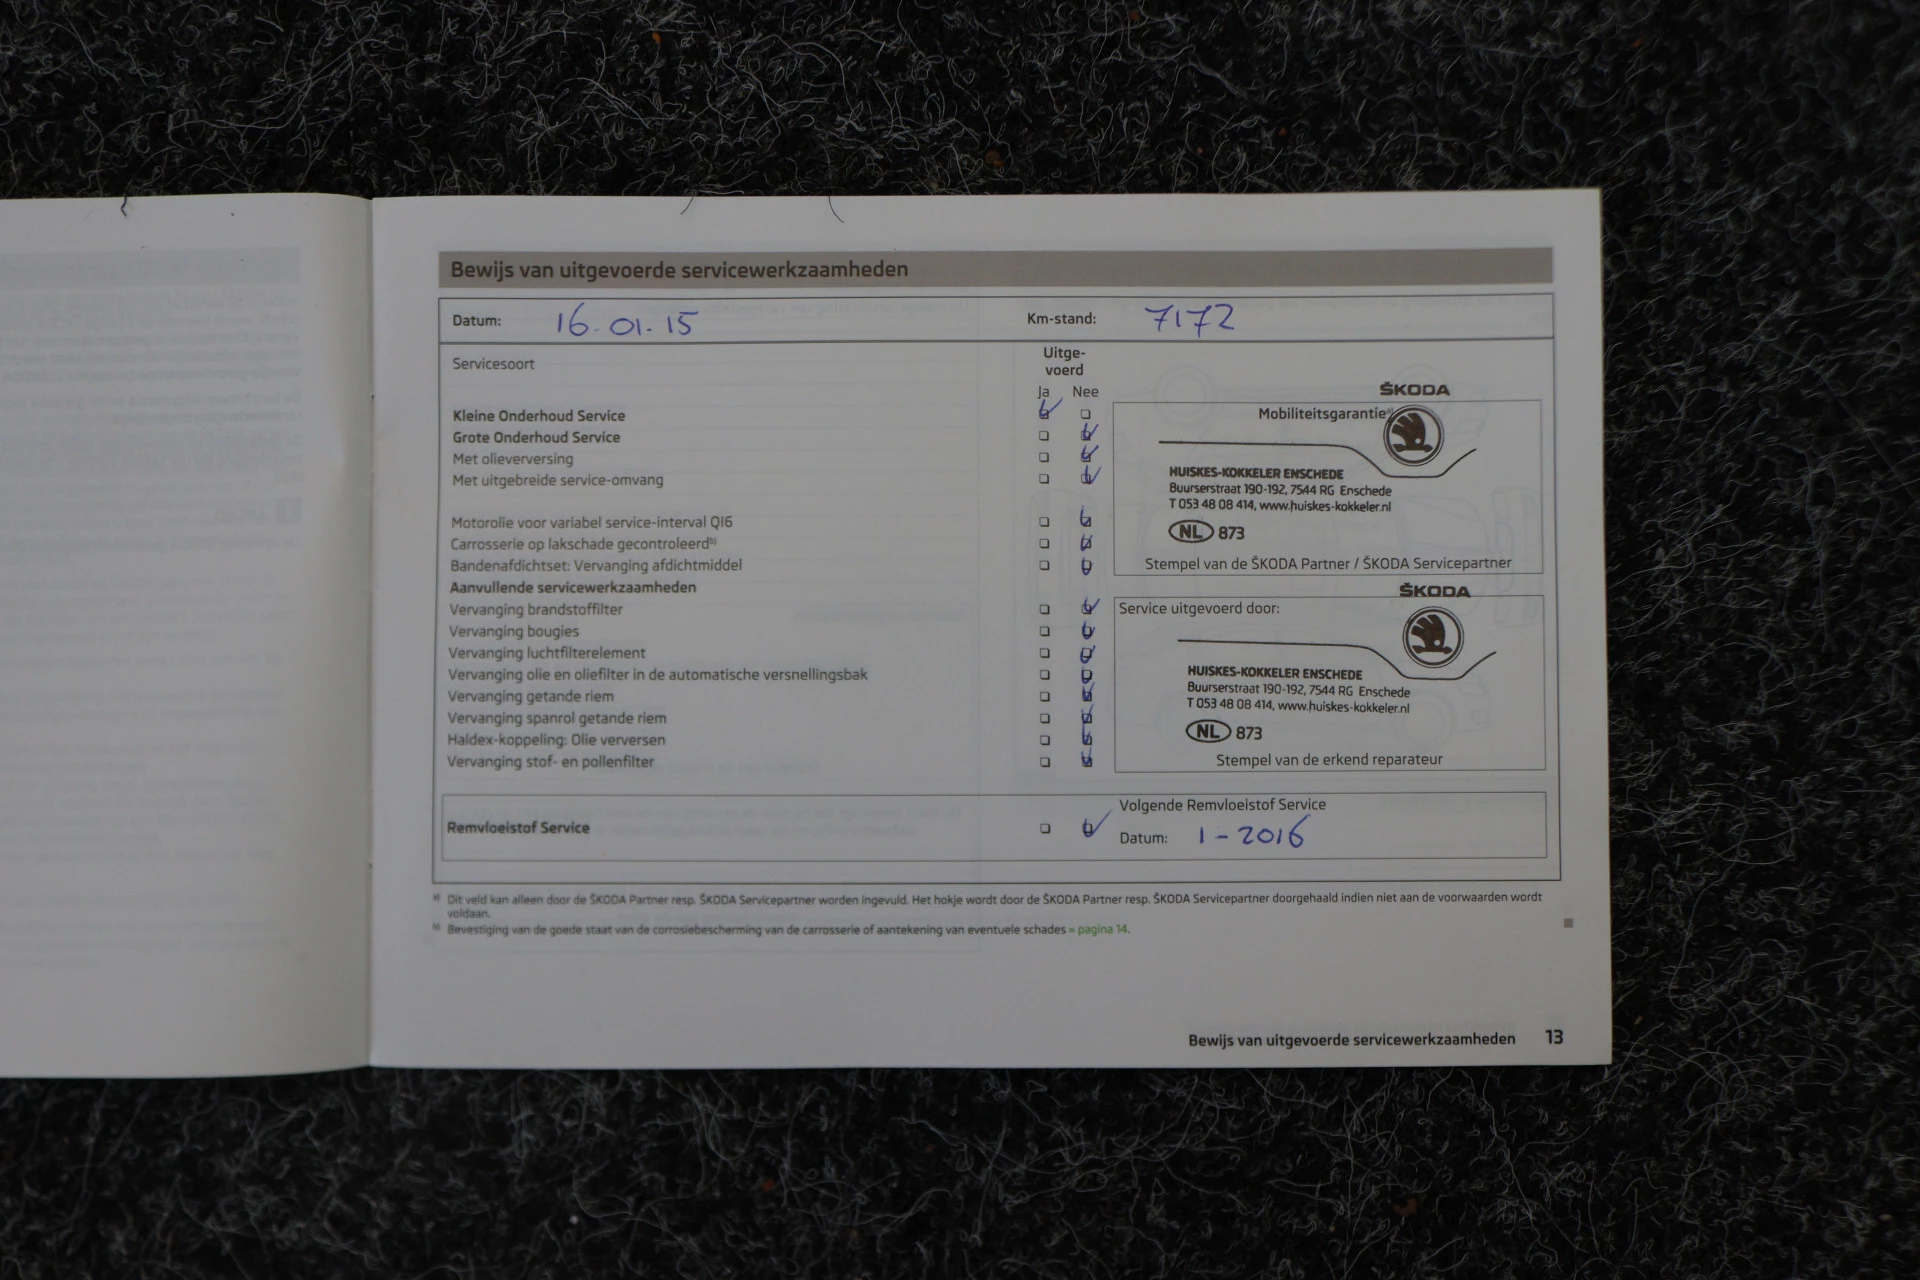 Bewijs van uitgevoerde servicewerkzaamheden
Datum: 16.01.15 Km-stand: 7172
Servicesoort
Uitge-
voerd
Ja Nee
Kleine Onderhoud Service
Grote Onderhoud Service
Met olieverversing
Met uitgebreide service-omvang
Motorolie voor variabel service-interval QI6
Carrosserie op lakschade gecontroleerd b)
Bandenafdichtset: Vervanging afdichtmiddel
Aanvullende servicewerkzaamheden
Vervanging brandstoffilter
Vervanging bougies
Vervanging luchtfilterelement
Vervanging olie en oliefilter in de automatische versnellingsbak
Vervanging getande riem
Vervanging spanrol getande riem
Haldex-koppeling: Olie verversen
Vervanging stof- en pollenfilter
ŠKODA
Mobiliteitsgarantie a)
HUISKES-KOKKELER ENSCHEDE
Buurserstraat 190-192, 7544 RG Enschede
T 053 48 08 414, www.huiskes-kokkeler.nl
NL 873
Stempel van de ŠKODA Partner / ŠKODA Servicepartner
ŠKODA
Service uitgevoerd door:
HUISKES-KOKKELER ENSCHEDE
Buurserstraat 190-192, 7544 RG Enschede
T 053 48 08 414, www.huiskes-kokkeler.nl
NL 873
Stempel van de erkend reparateur
Remvloeistof Service
Volgende Remvloeistof Service
Datum: 1-2016
a) Dit veld kan alleen door de ŠKODA Partner resp. ŠKODA Servicepartner worden ingevuld. Het hokje wordt door de ŠKODA Partner resp. ŠKODA Servicepartner doorgehaald indien niet aan de voorwaarden wordt
voldaan.
b) Bevestiging van de goede staat van de corrosiebescherming van de carrosserie of aantekening van eventuele schades » pagina 14.
Bewijs van uitgevoerde servicewerkzaamheden 13